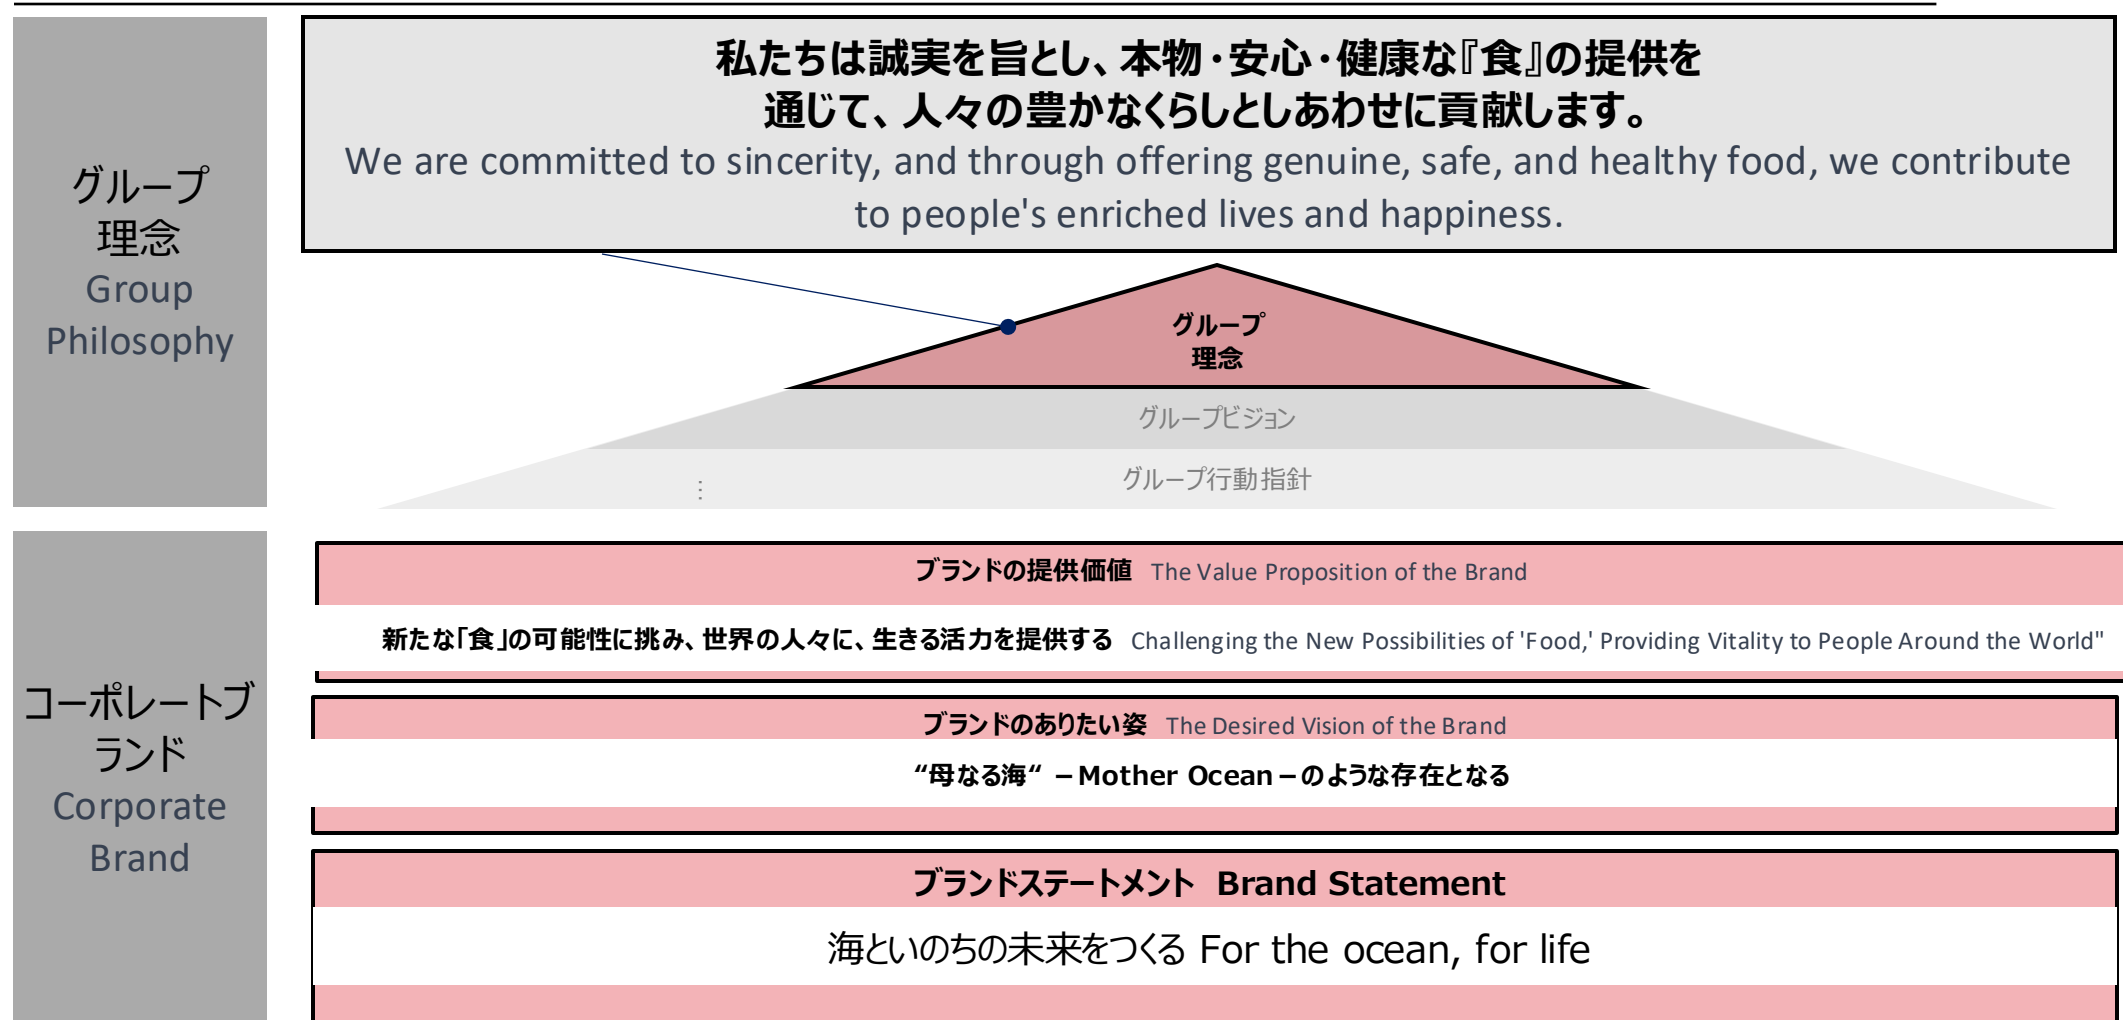 グループ
理念
Group
Philosophy
私たちは誠実を旨とし、本物・安心・健康な『食』の提供を
通じて、人々の豊かなくらしとしあわせに貢献します。
We are committed to sincerity, and through offering genuine, safe, and healthy food, we contribute
to people's enriched lives and happiness.
グループ
理念
グループビジョン
グループ行動指針
…
コーポレートブ
ランド
Corporate
Brand
ブランドの提供価値 The Value Proposition of the Brand
新たな「食」の可能性に挑み、世界の人々に、生きる活力を提供する Challenging the New Possibilities of 'Food,' Providing Vitality to People Around the World"
ブランドのありたい姿 The Desired Vision of the Brand
“母なる海“ －Mother Ocean－のような存在となる
ブランドステートメント Brand Statement
海といのちの未来をつくる For the ocean, for life